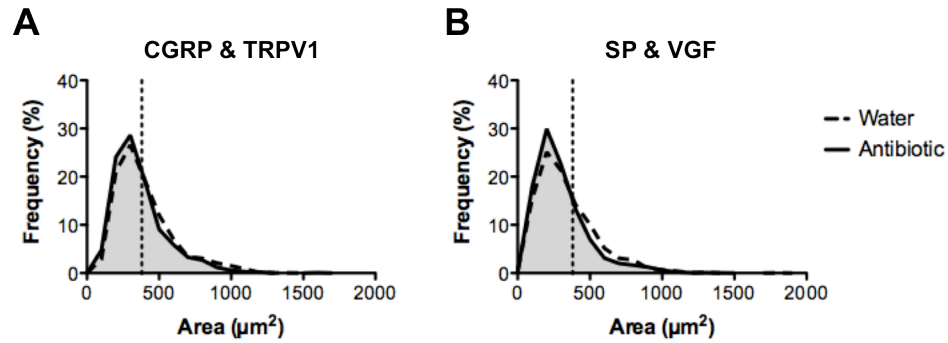 A
CGRP & TRPV1
Frequency (%)
40
30
20
10
0
0 500 1000 1500 2000
Area (µm²)
B
SP & VGF
Frequency (%)
40
30
20
10
0
0 500 1000 1500 2000
Area (µm²)
Water
Antibiotic